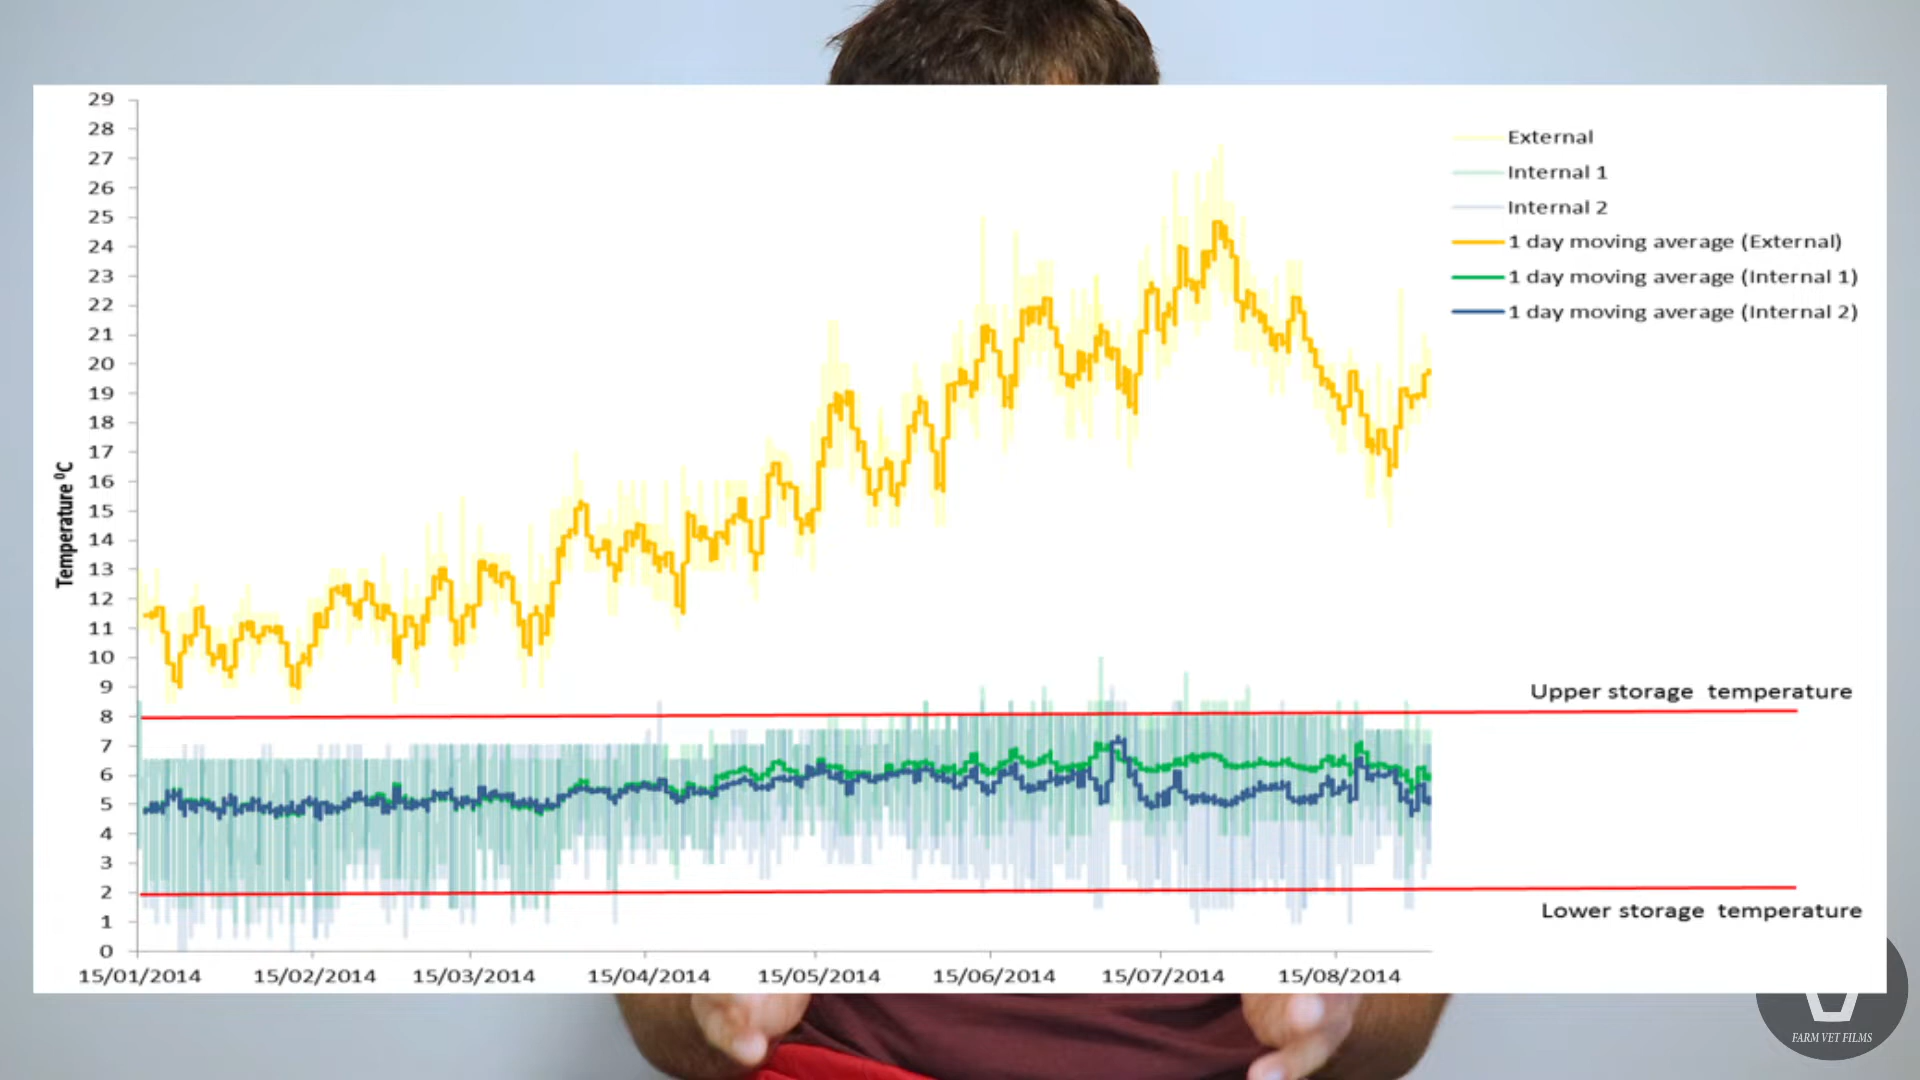 29
28
27
26
25
24
23
22
21
20
19
18
17
16
15
14
13
12
11
10
9
8
7
6
5
4
3
2
1
0
Temperature ⁰C
15/01/2014 15/02/2014 15/03/2014 15/04/2014 15/05/2014 15/06/2014 15/07/2014 15/08/2014
External
Internal 1
Internal 2
1 day moving average (External)
1 day moving average (Internal 1)
1 day moving average (Internal 2)
Upper storage temperature
Lower storage temperature
FARM VET FILMS